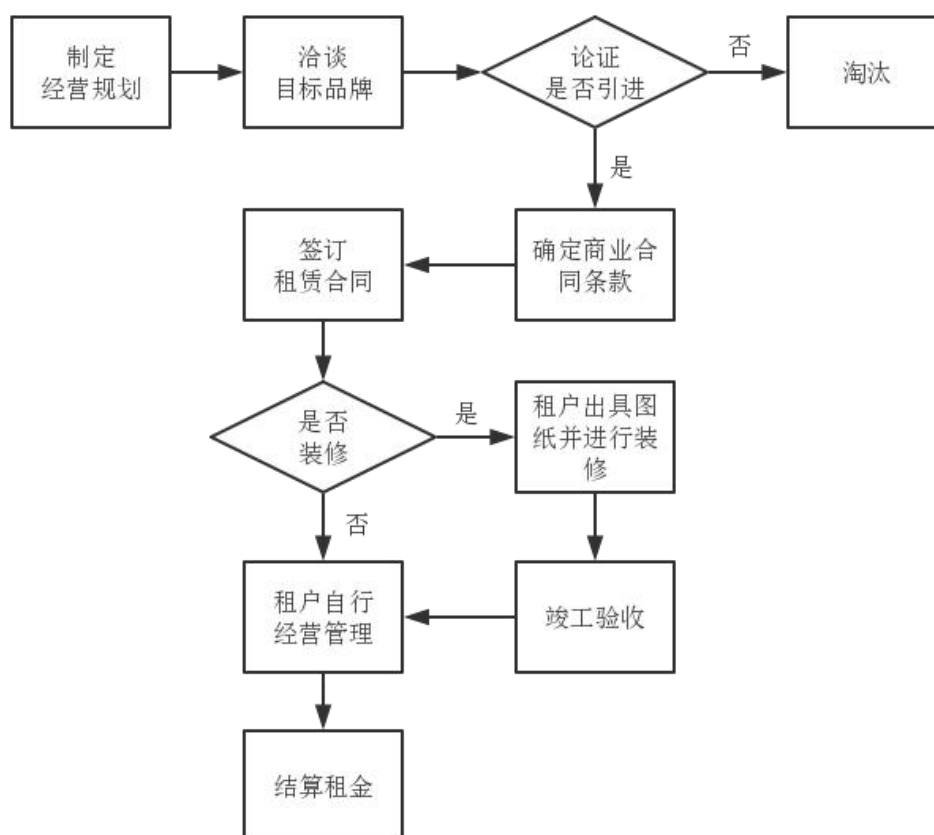 制定
经营规划
洽谈
目标品牌
论证
是否引进
否
淘汰
是
签订
租赁合同
确定商业合
同条款
是否
装修
是
租户出具图
纸并进行装
修
否
租户自行
经营管理
竣工验收
结算租金